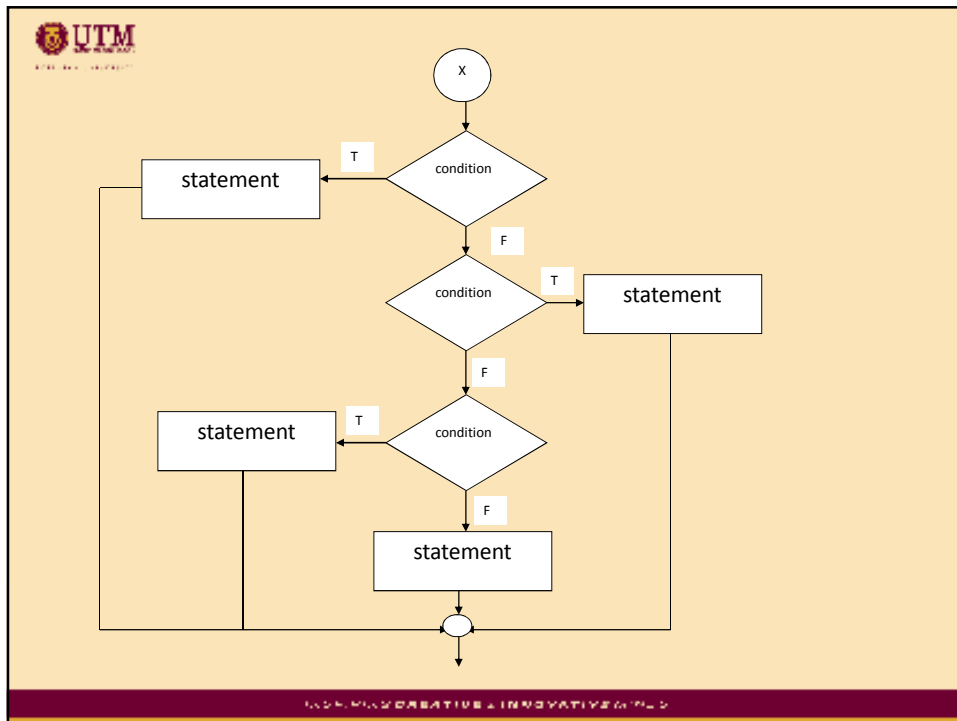 UTM
X
T
condition
statement
F
condition
T
statement
F
condition
T
statement
F
statement